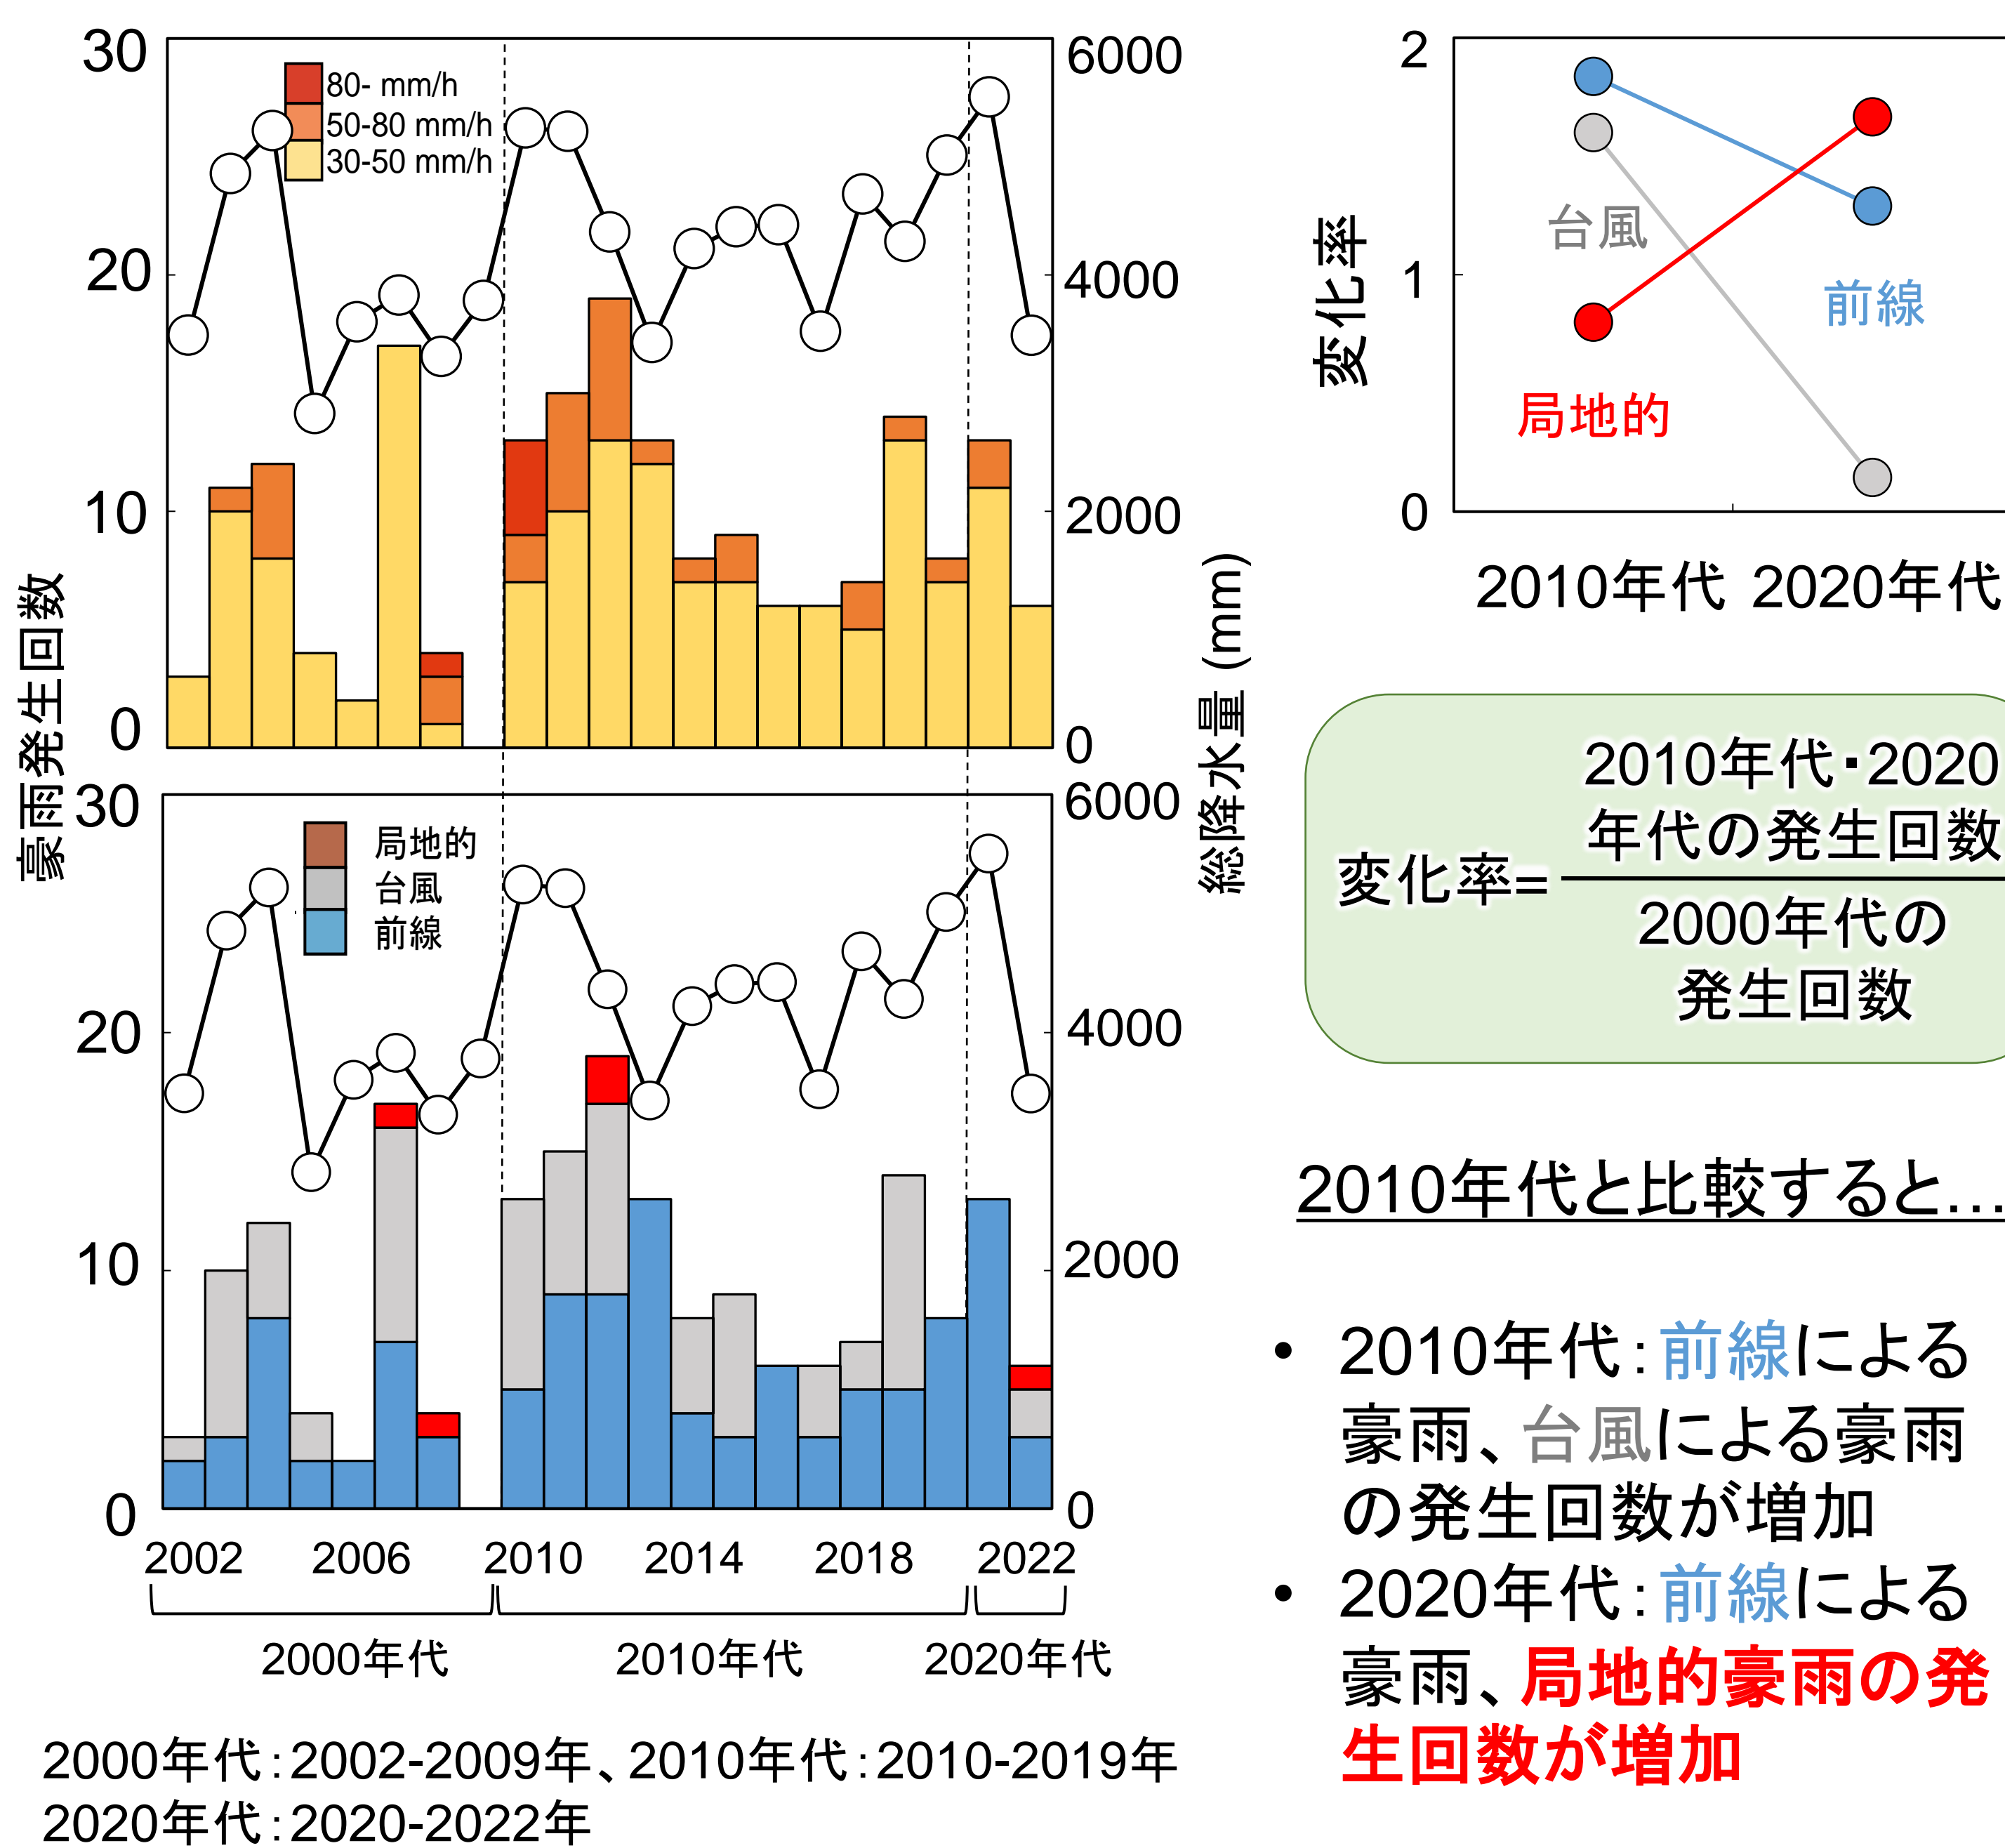 豪雨発生回数
30
20
10
0
80- mm/h
50-80 mm/h
30-50 mm/h
6000
4000
2000
0
総降水量 (mm)
30
20
10
0
局地的
台風
前線
6000
4000
2000
0
2002 2006 2010 2014 2018 2022
2000年代 2010年代 2020年代
2000年代：2002-2009年、2010年代：2010-2019年
2020年代：2020-2022年
変化率
2
1
0
台風
前線
局地的
2010年代 2020年代
変化率=
2010年代・2020
年代の発生回数
2000年代の
発生回数
2010年代と比較すると…
• 2010年代：前線による
豪雨、台風による豪雨
の発生回数が増加
• 2020年代：前線による
豪雨、局地的豪雨の発
生回数が増加